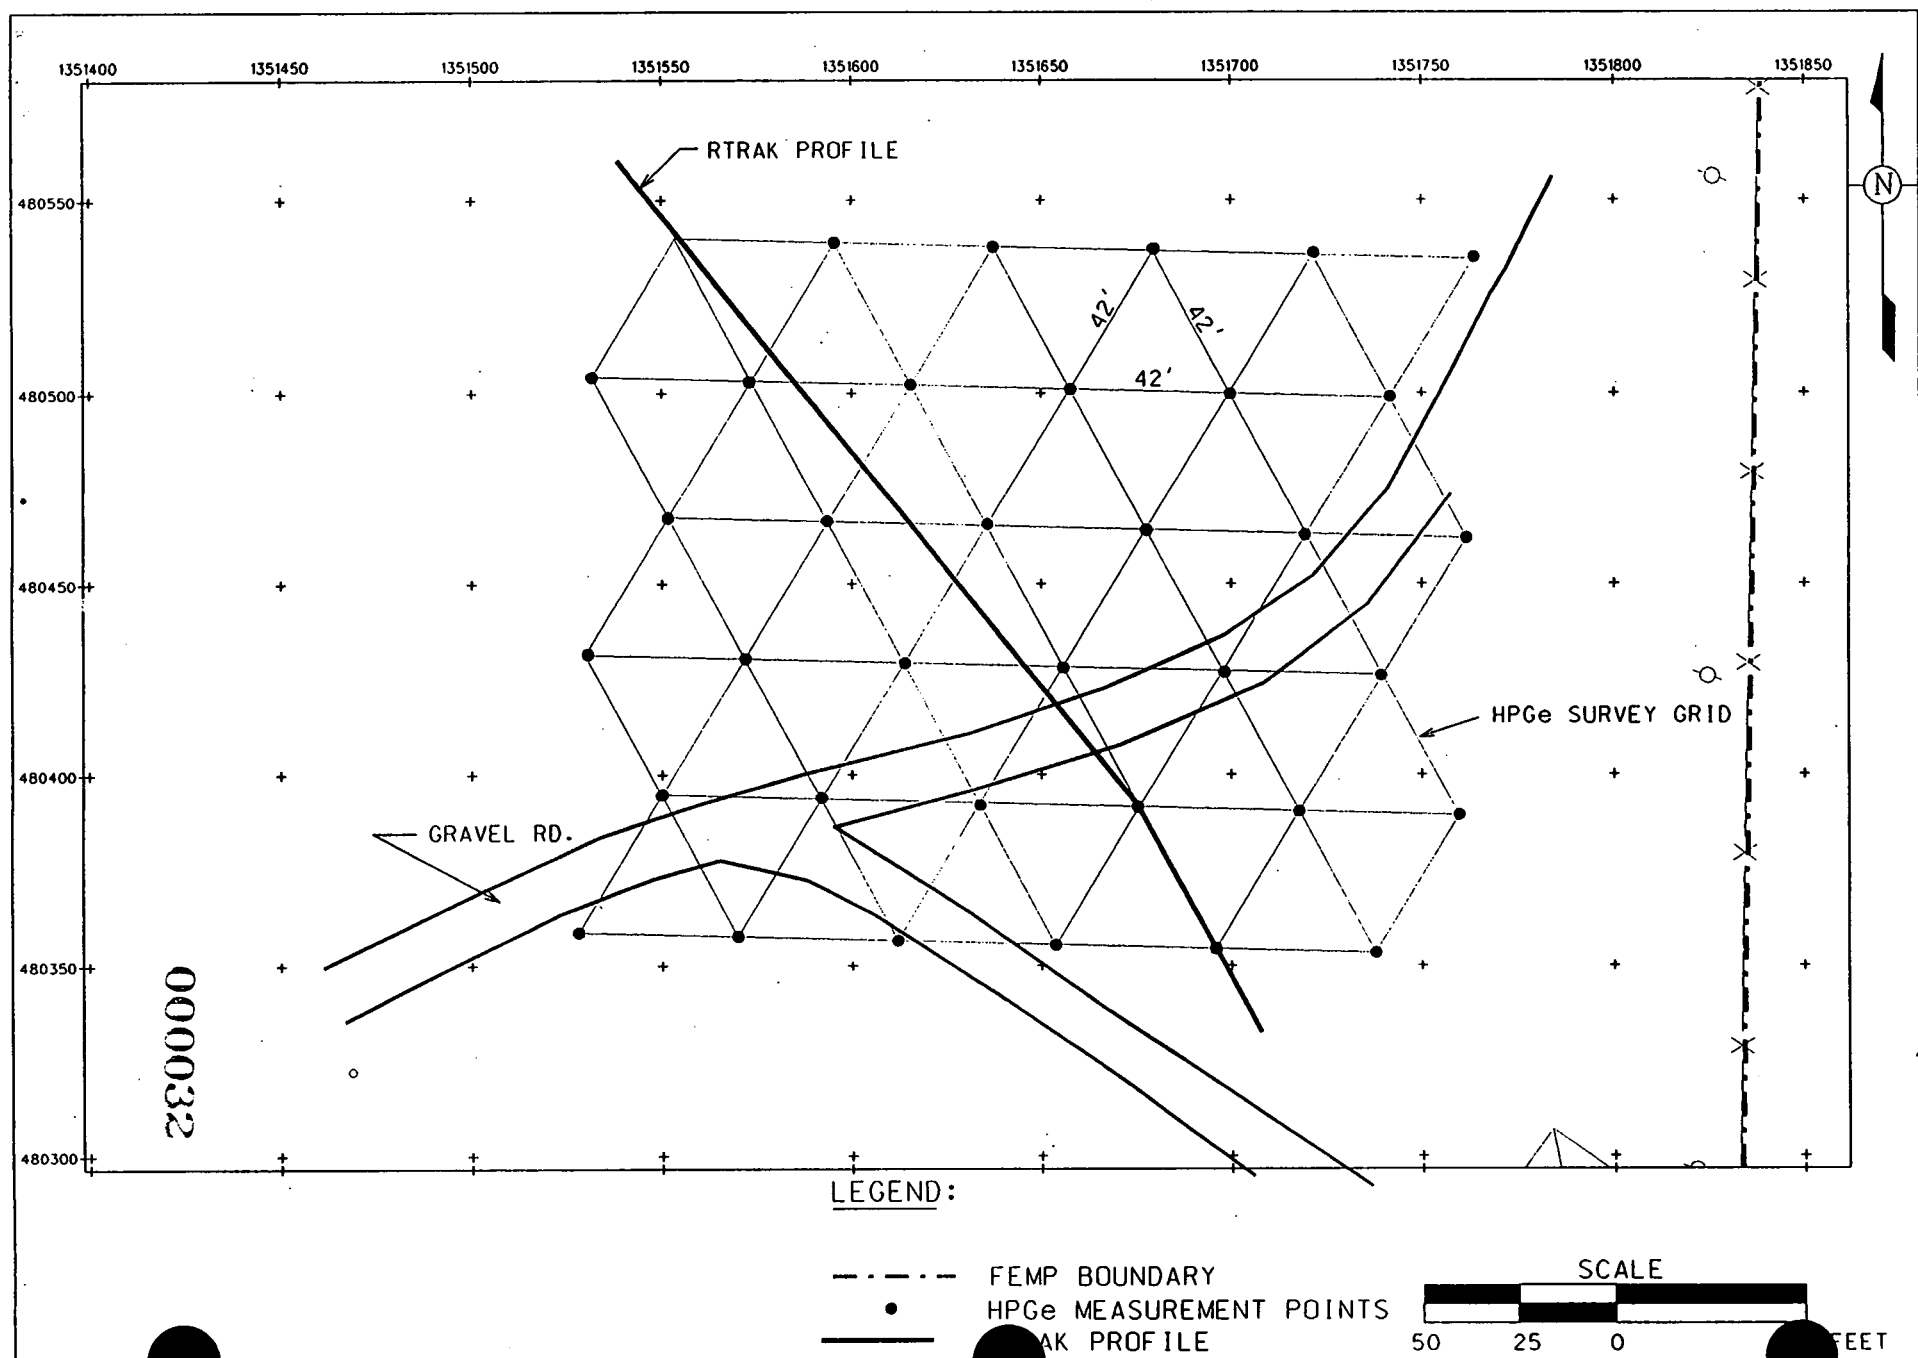 1351400 1351450 1351500 1351550 1351600 1351650 1351700 1351750 1351800 1351850
RTRAK PROFILE
N
480550
42'
42'
42'
480500
480450
HPGe SURVEY GRID
480400
GRAVEL RD.
480350
000032
480300
LEGEND:
FEMP BOUNDARY
HPGe MEASUREMENT POINTS
AK PROFILE
SCALE
50 25 0 FEET